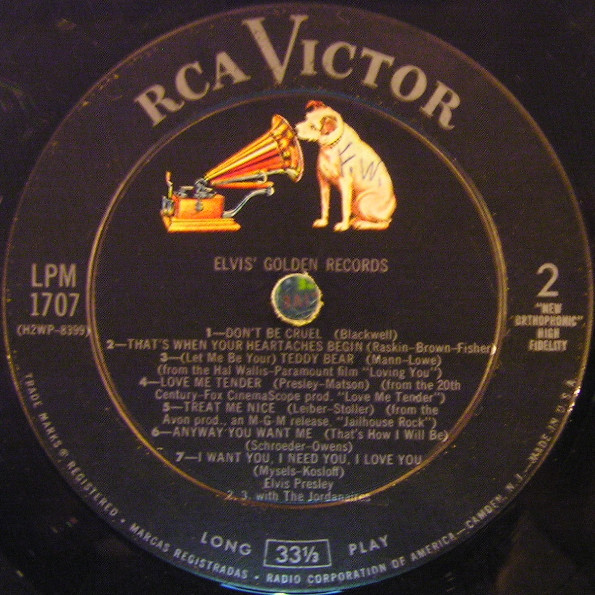 RCA VICTOR
H.W.
ELVIS' GOLDEN RECORDS
LPM
1707
(H2WP-8399)
2
"NEW
ORTHOPHONIC"
HIGH
FIDELITY
1—DON'T BE CRUEL (Blackwell)
2—THAT'S WHEN YOUR HEARTACHES BEGIN (Raskin-Brown-Fisher)
3—(Let Me Be Your) TEDDY BEAR (Mann-Lowe)
(from the Hal Wallis-Paramount film "Loving You")
4—LOVE ME TENDER (Presley-Matson) (from the 20th
Century-Fox CinemaScope prod. "Love Me Tender")
5—TREAT ME NICE (Leiber-Stoller) (from the
Avon prod., an M-G-M release, "Jailhouse Rock")
6—ANYWAY YOU WANT ME (That's How I Will Be)
(Schroeder-Owens)
7—I WANT YOU, I NEED YOU, I LOVE YOU
(Mysels-Kosloff)
Elvis Presley
2, 3, with The Jordanaires
LONG 33⅓ PLAY
TRADE MARKS ® REGISTERED • MARCAS REGISTRADAS • RADIO CORPORATION OF AMERICA—CAMDEN, N.J.—MADE IN U.S.A.